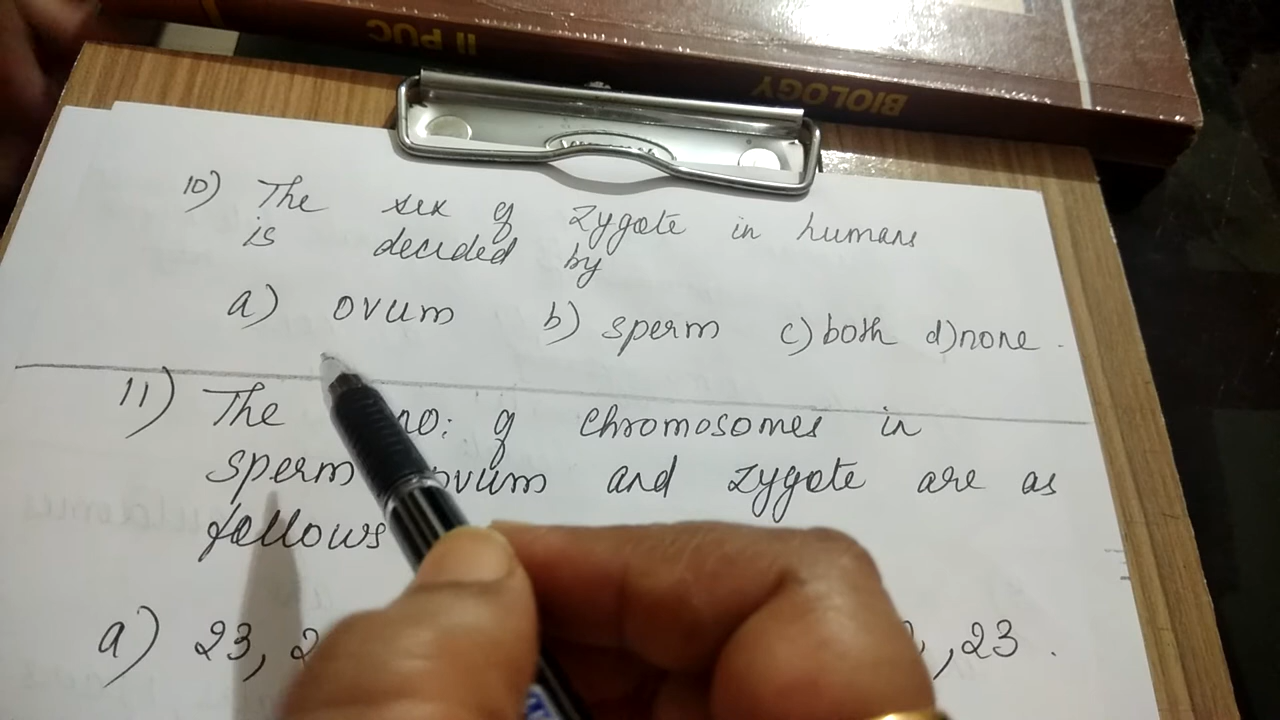 II PUC
BIOLOGY
10) The sex of zygote in humans
is decided by
a) ovum b) sperm c) both d) none.
11) The no: of chromosomes in
sperm ovum and zygote are as
follows
a) 23, 2 , 23.